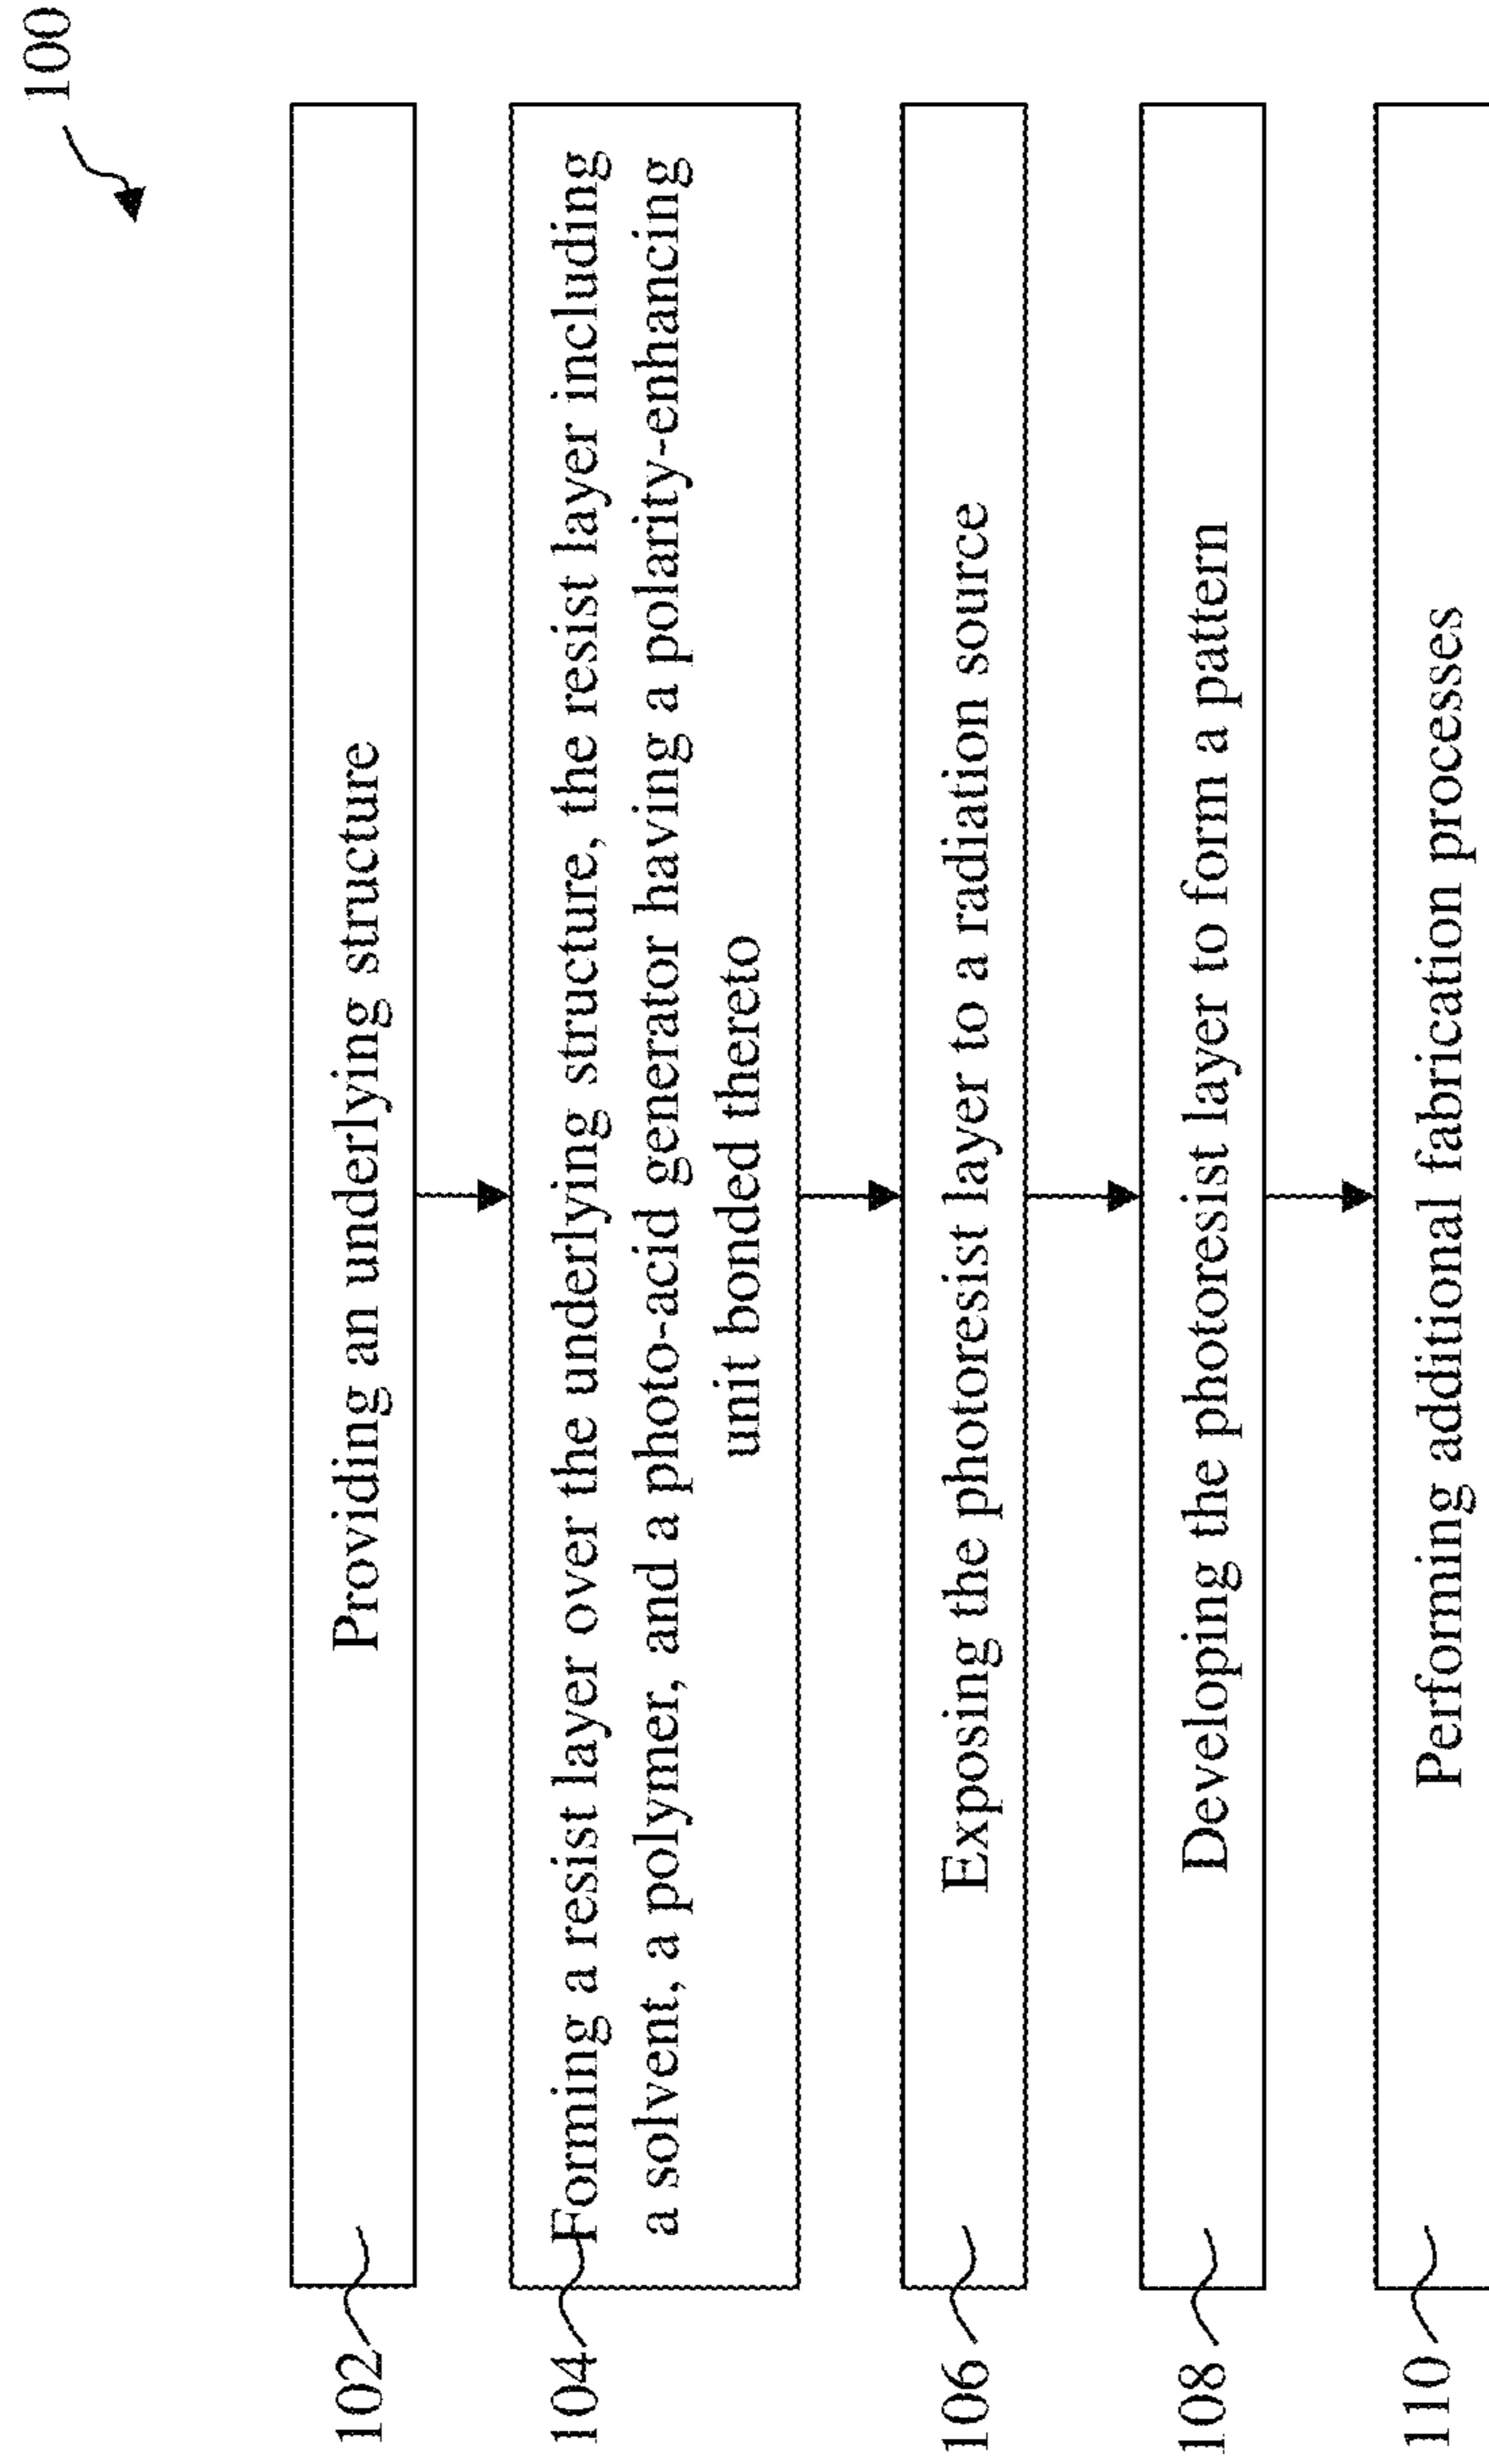 100
102
Providing an underlying structure
104
Forming a resist layer over the underlying structure, the resist layer including
a solvent, a polymer, and a photo-acid generator having a polarity-enhancing
unit bonded thereto
106
Exposing the photoresist layer to a radiation source
108
Developing the photoresist layer to form a pattern
110
Performing additional fabrication processes